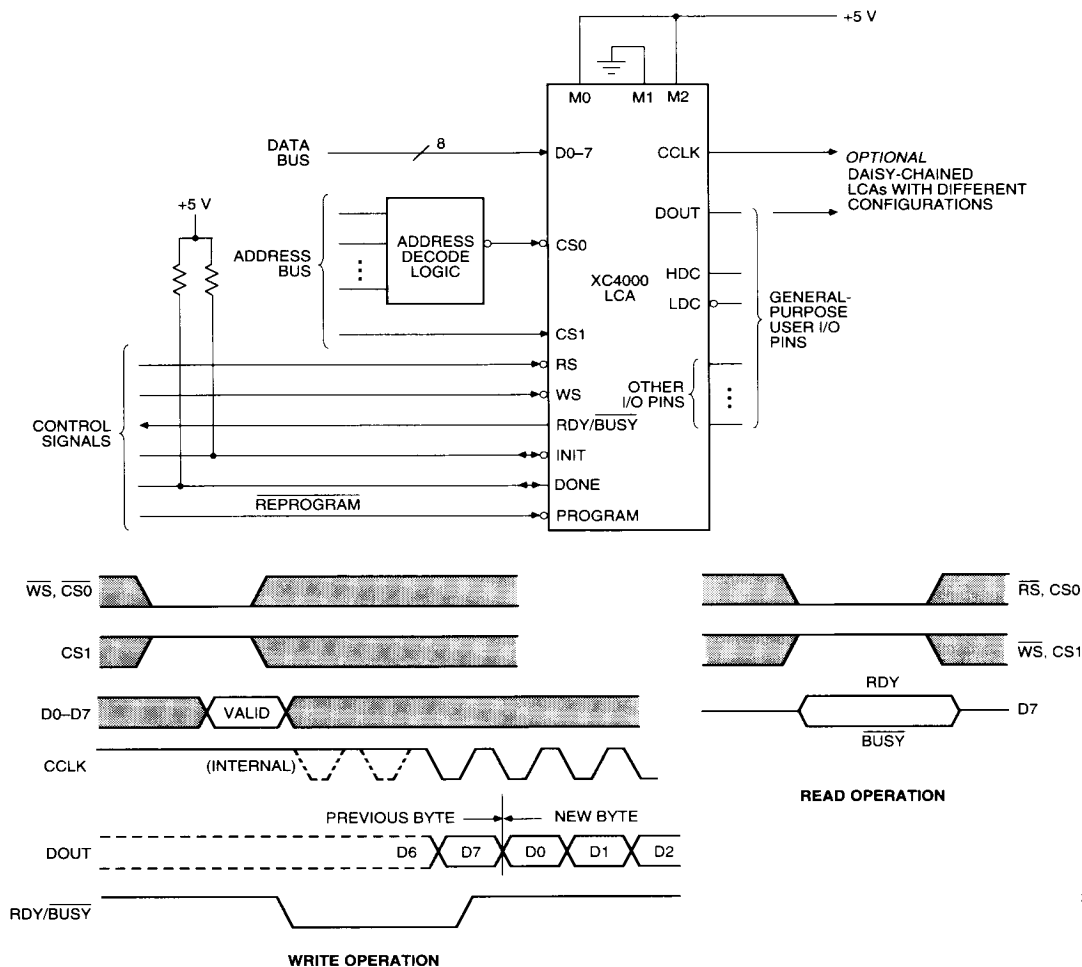 +5 V
M0 M1 M2
DATA BUS
8
D0–7
CCLK
OPTIONAL
DAISY-CHAINED
LCAs WITH DIFFERENT
CONFIGURATIONS
+5 V
DOUT
ADDRESS BUS
ADDRESS
DECODE
LOGIC
CS0
XC4000
LCA
HDC
LDC
GENERAL-
PURPOSE
USER I/O
PINS
CS1
RS
OTHER
I/O PINS
WS
CONTROL
SIGNALS
RDY/BUSY
INIT
DONE
REPROGRAM
PROGRAM
WS, CS0
RS, CS0
CS1
WS, CS1
D0–D7
VALID
RDY
D7
BUSY
CCLK
(INTERNAL)
READ OPERATION
PREVIOUS BYTE
NEW BYTE
DOUT
D6 D7 D0 D1 D2
RDY/BUSY
WRITE OPERATION